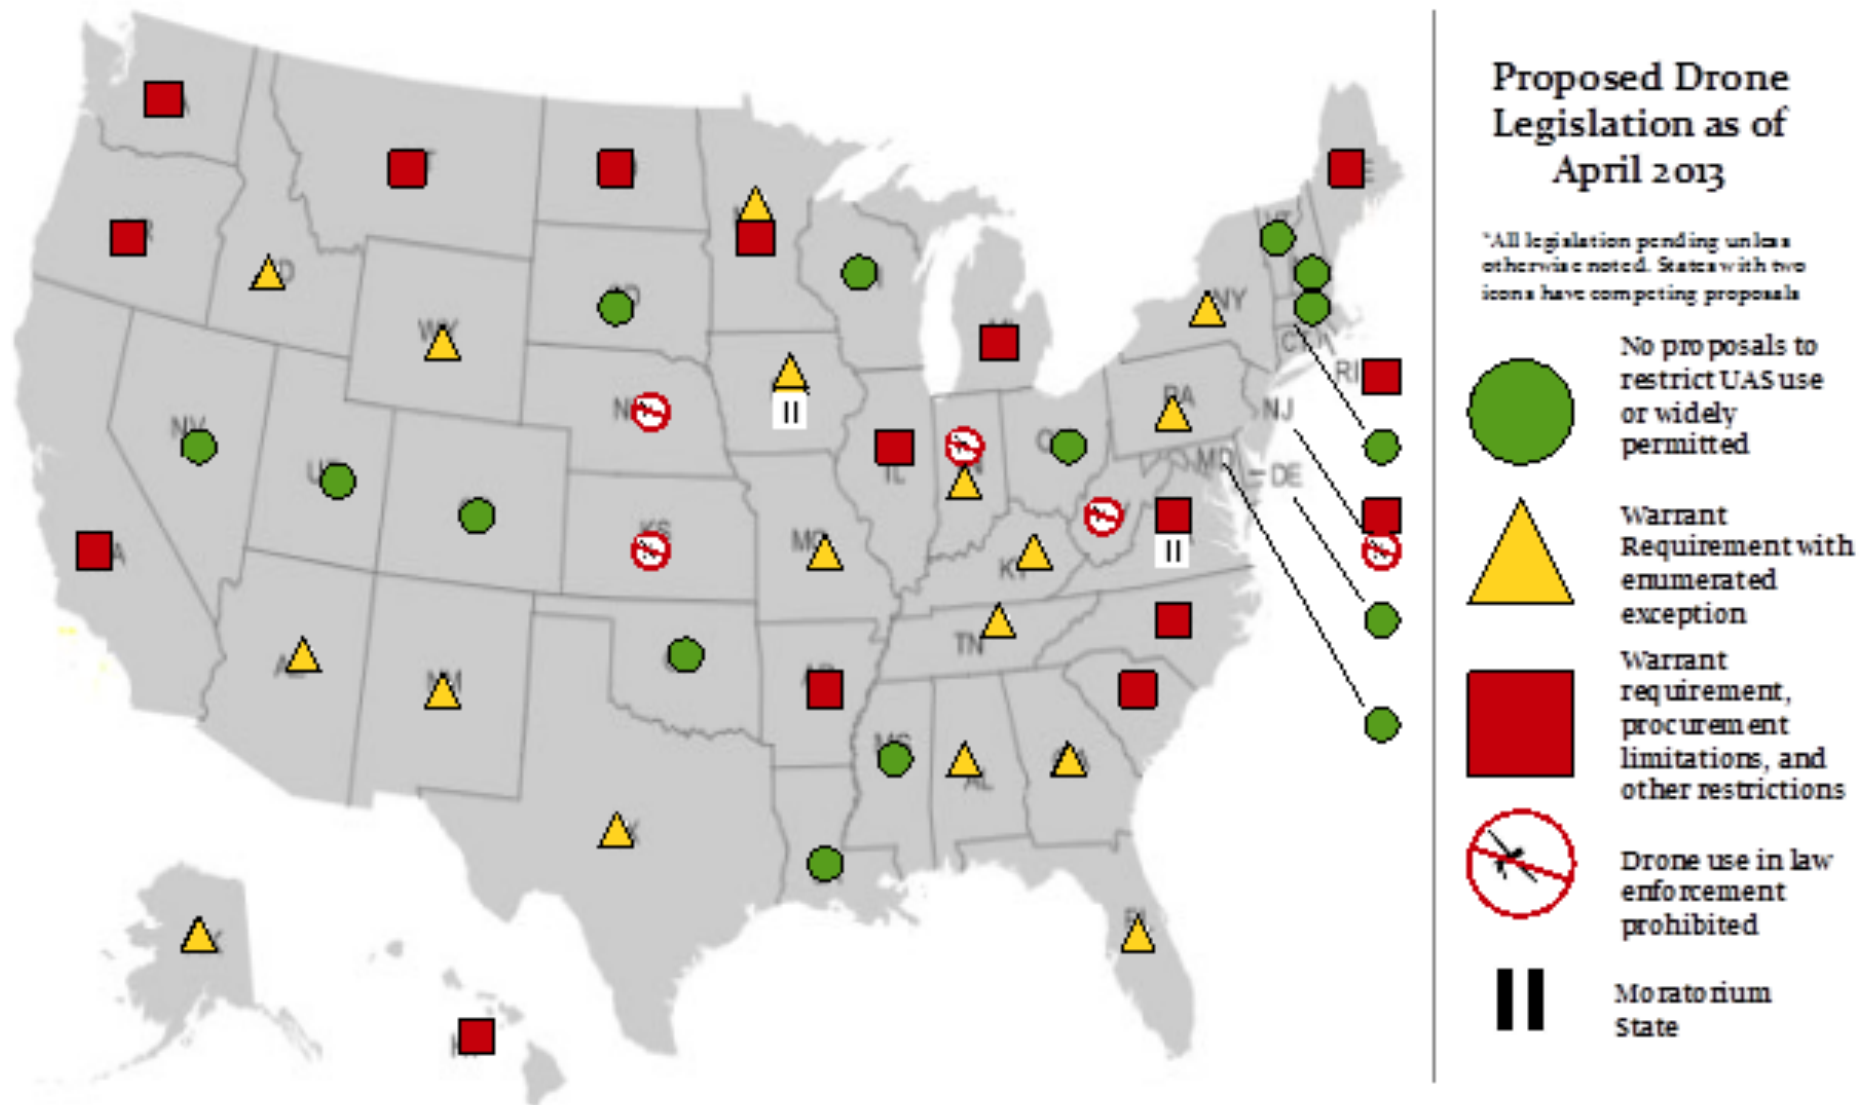 Proposed Drone
Legislation as of
April 2013
*All legislation pending unless
otherwise noted. States with two
icons have competing proposals
No proposals to
restrict UAS use
or widely
permitted
Warrant
Requirement with
enumerated
exception
Warrant
requirement,
procurement
limitations, and
other restrictions
Drone use in law
enforcement
prohibited
Moratorium
State
VT
NY
WY
CT
RI
PA
NJ
NV
MD
IL
DE
KS
MO
KY
TN
NM
MS
AL
FL